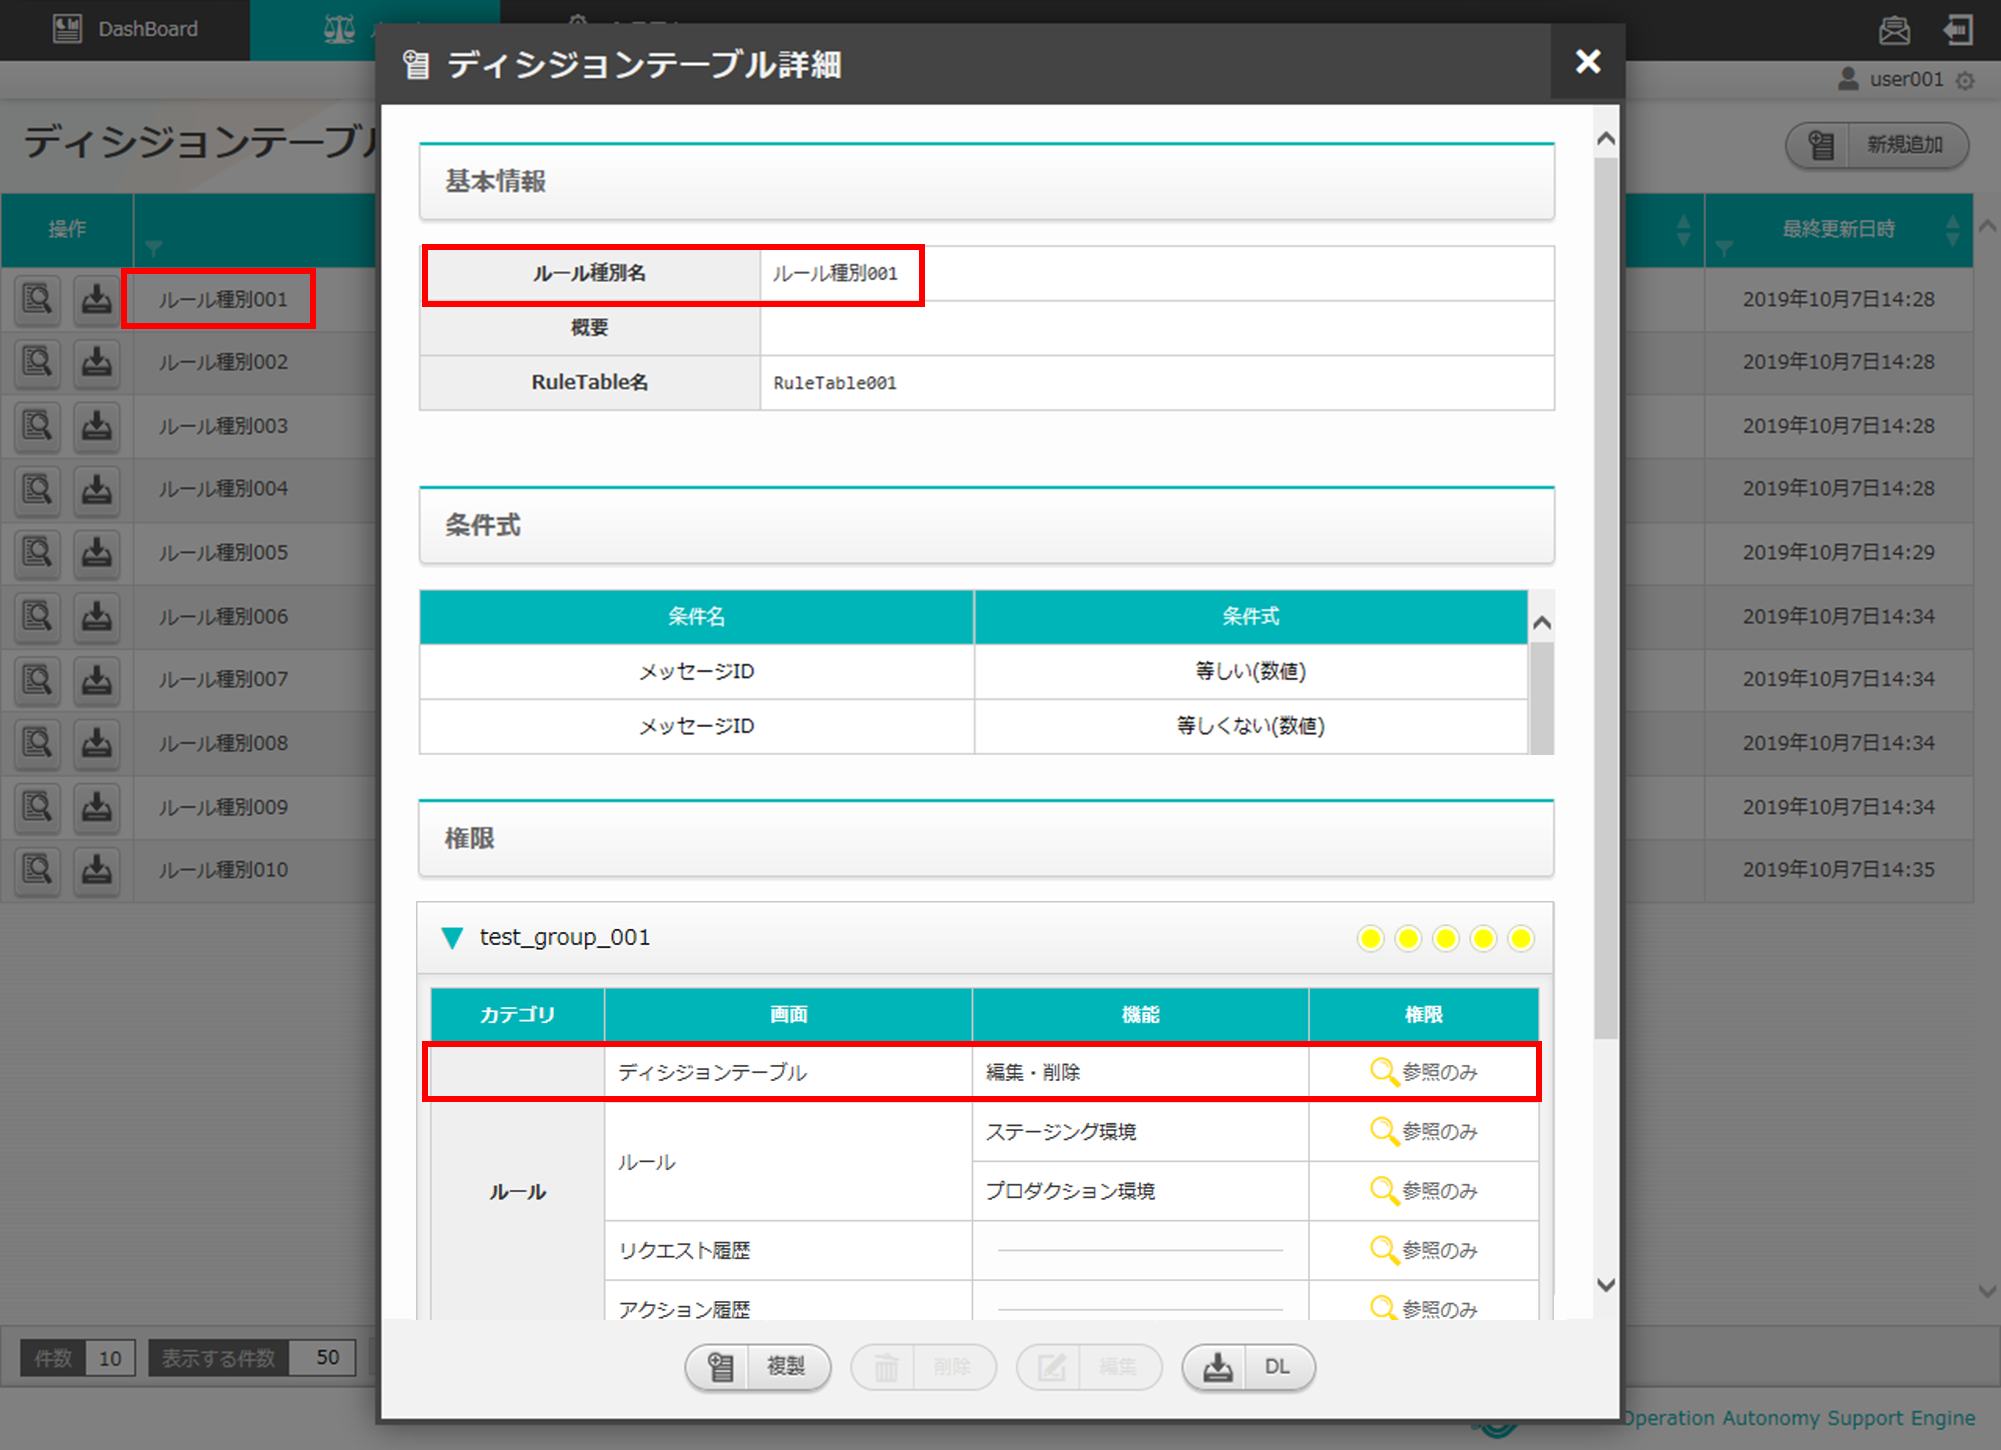 DashBoard
user001
ディシジョンテーブル
新規追加
操作
最終更新日時
ルール種別001
2019年10月7日14:28
ルール種別002
2019年10月7日14:28
ルール種別003
2019年10月7日14:28
ルール種別004
2019年10月7日14:28
ルール種別005
2019年10月7日14:29
ルール種別006
2019年10月7日14:34
ルール種別007
2019年10月7日14:34
ルール種別008
2019年10月7日14:34
ルール種別009
2019年10月7日14:34
ルール種別010
2019年10月7日14:35
件数 10 表示する件数 50
ディシジョンテーブル詳細
基本情報
ルール種別名 ルール種別001
概要
RuleTable名 RuleTable001
条件式
条件名 条件式
メッセージID 等しい(数値)
メッセージID 等しくない(数値)
権限
test_group_001
カテゴリ 画面 機能 権限
ディシジョンテーブル 編集・削除 参照のみ
ルール
ルール
ステージング環境 参照のみ
プロダクション環境 参照のみ
リクエスト履歴 参照のみ
アクション履歴 参照のみ
複製 削除 編集 DL
Operation Autonomy Support Engine